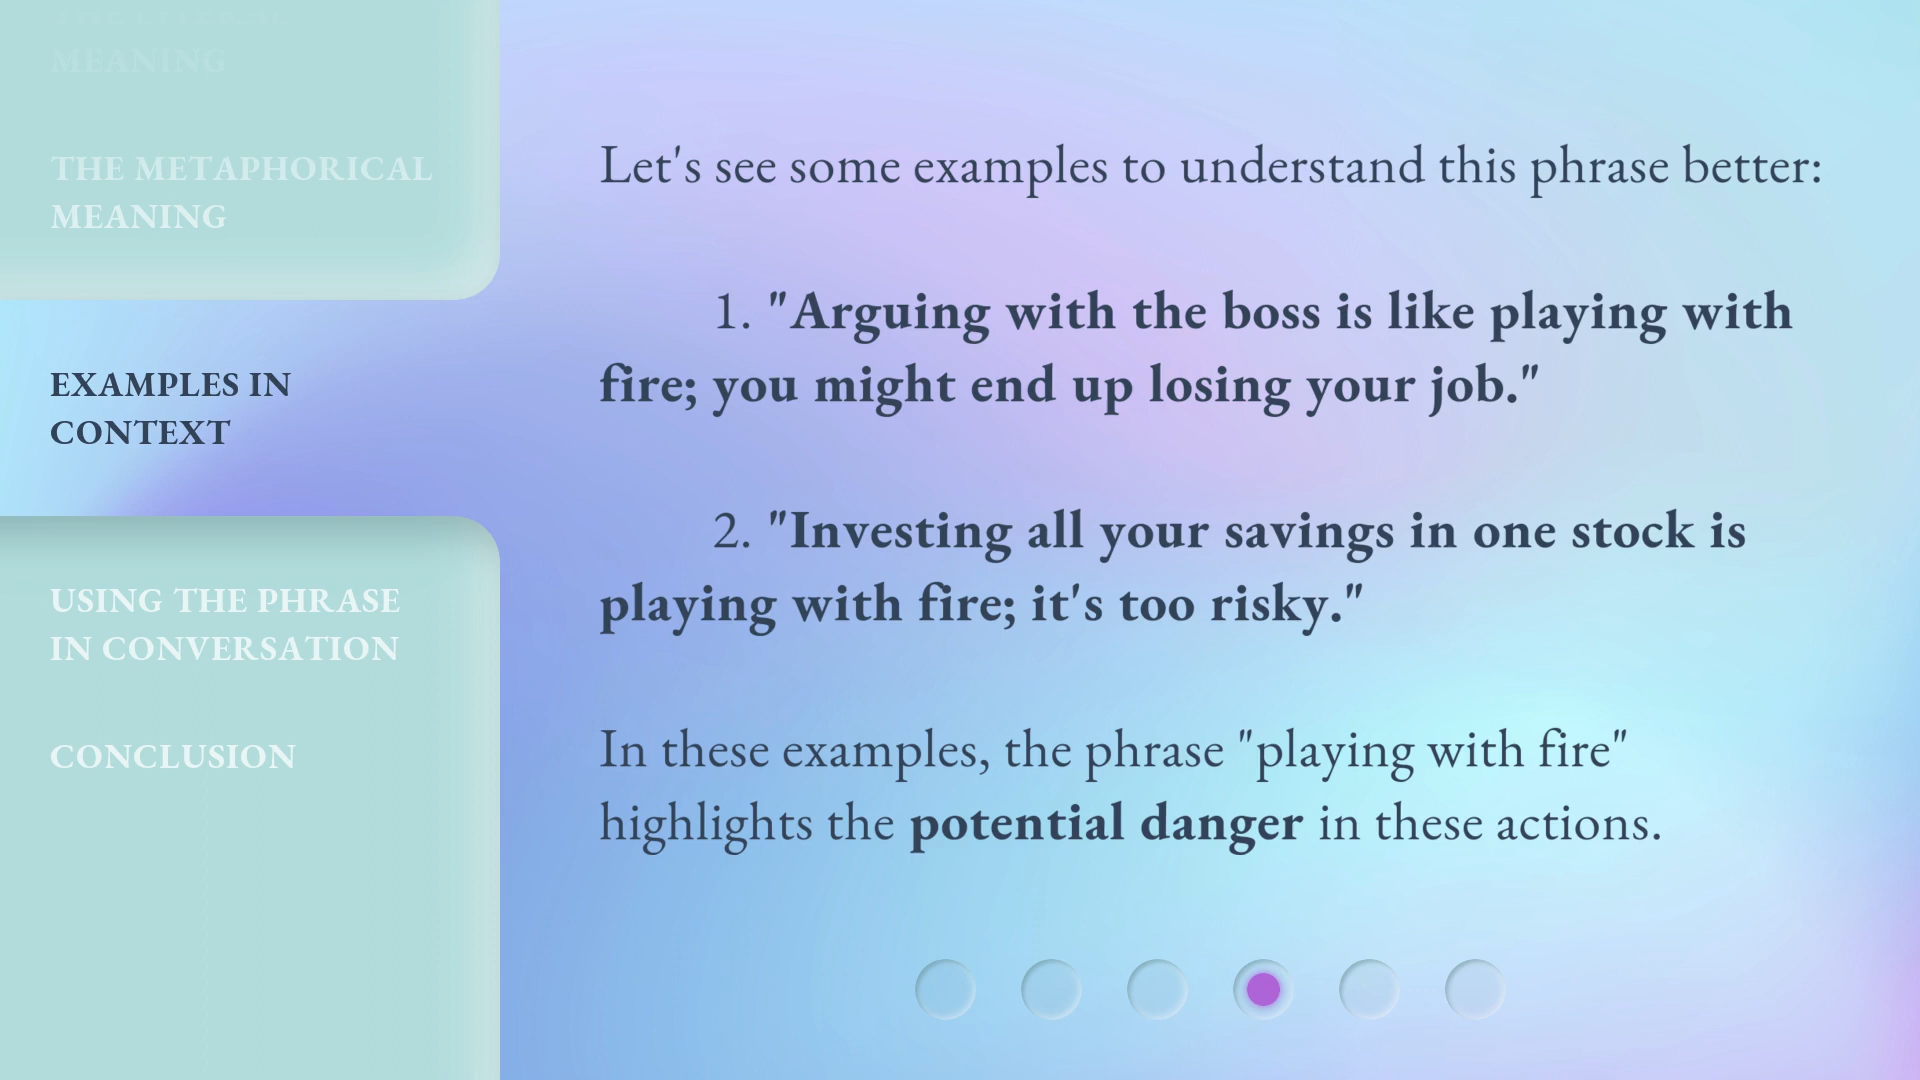 MEANING
THE METAPHORICAL
MEANING
EXAMPLES IN
CONTEXT
USING THE PHRASE
IN CONVERSATION
CONCLUSION
Let's see some examples to understand this phrase better:
1. "Arguing with the boss is like playing with
fire; you might end up losing your job."
2. "Investing all your savings in one stock is
playing with fire; it's too risky."
In these examples, the phrase "playing with fire"
highlights the potential danger in these actions.